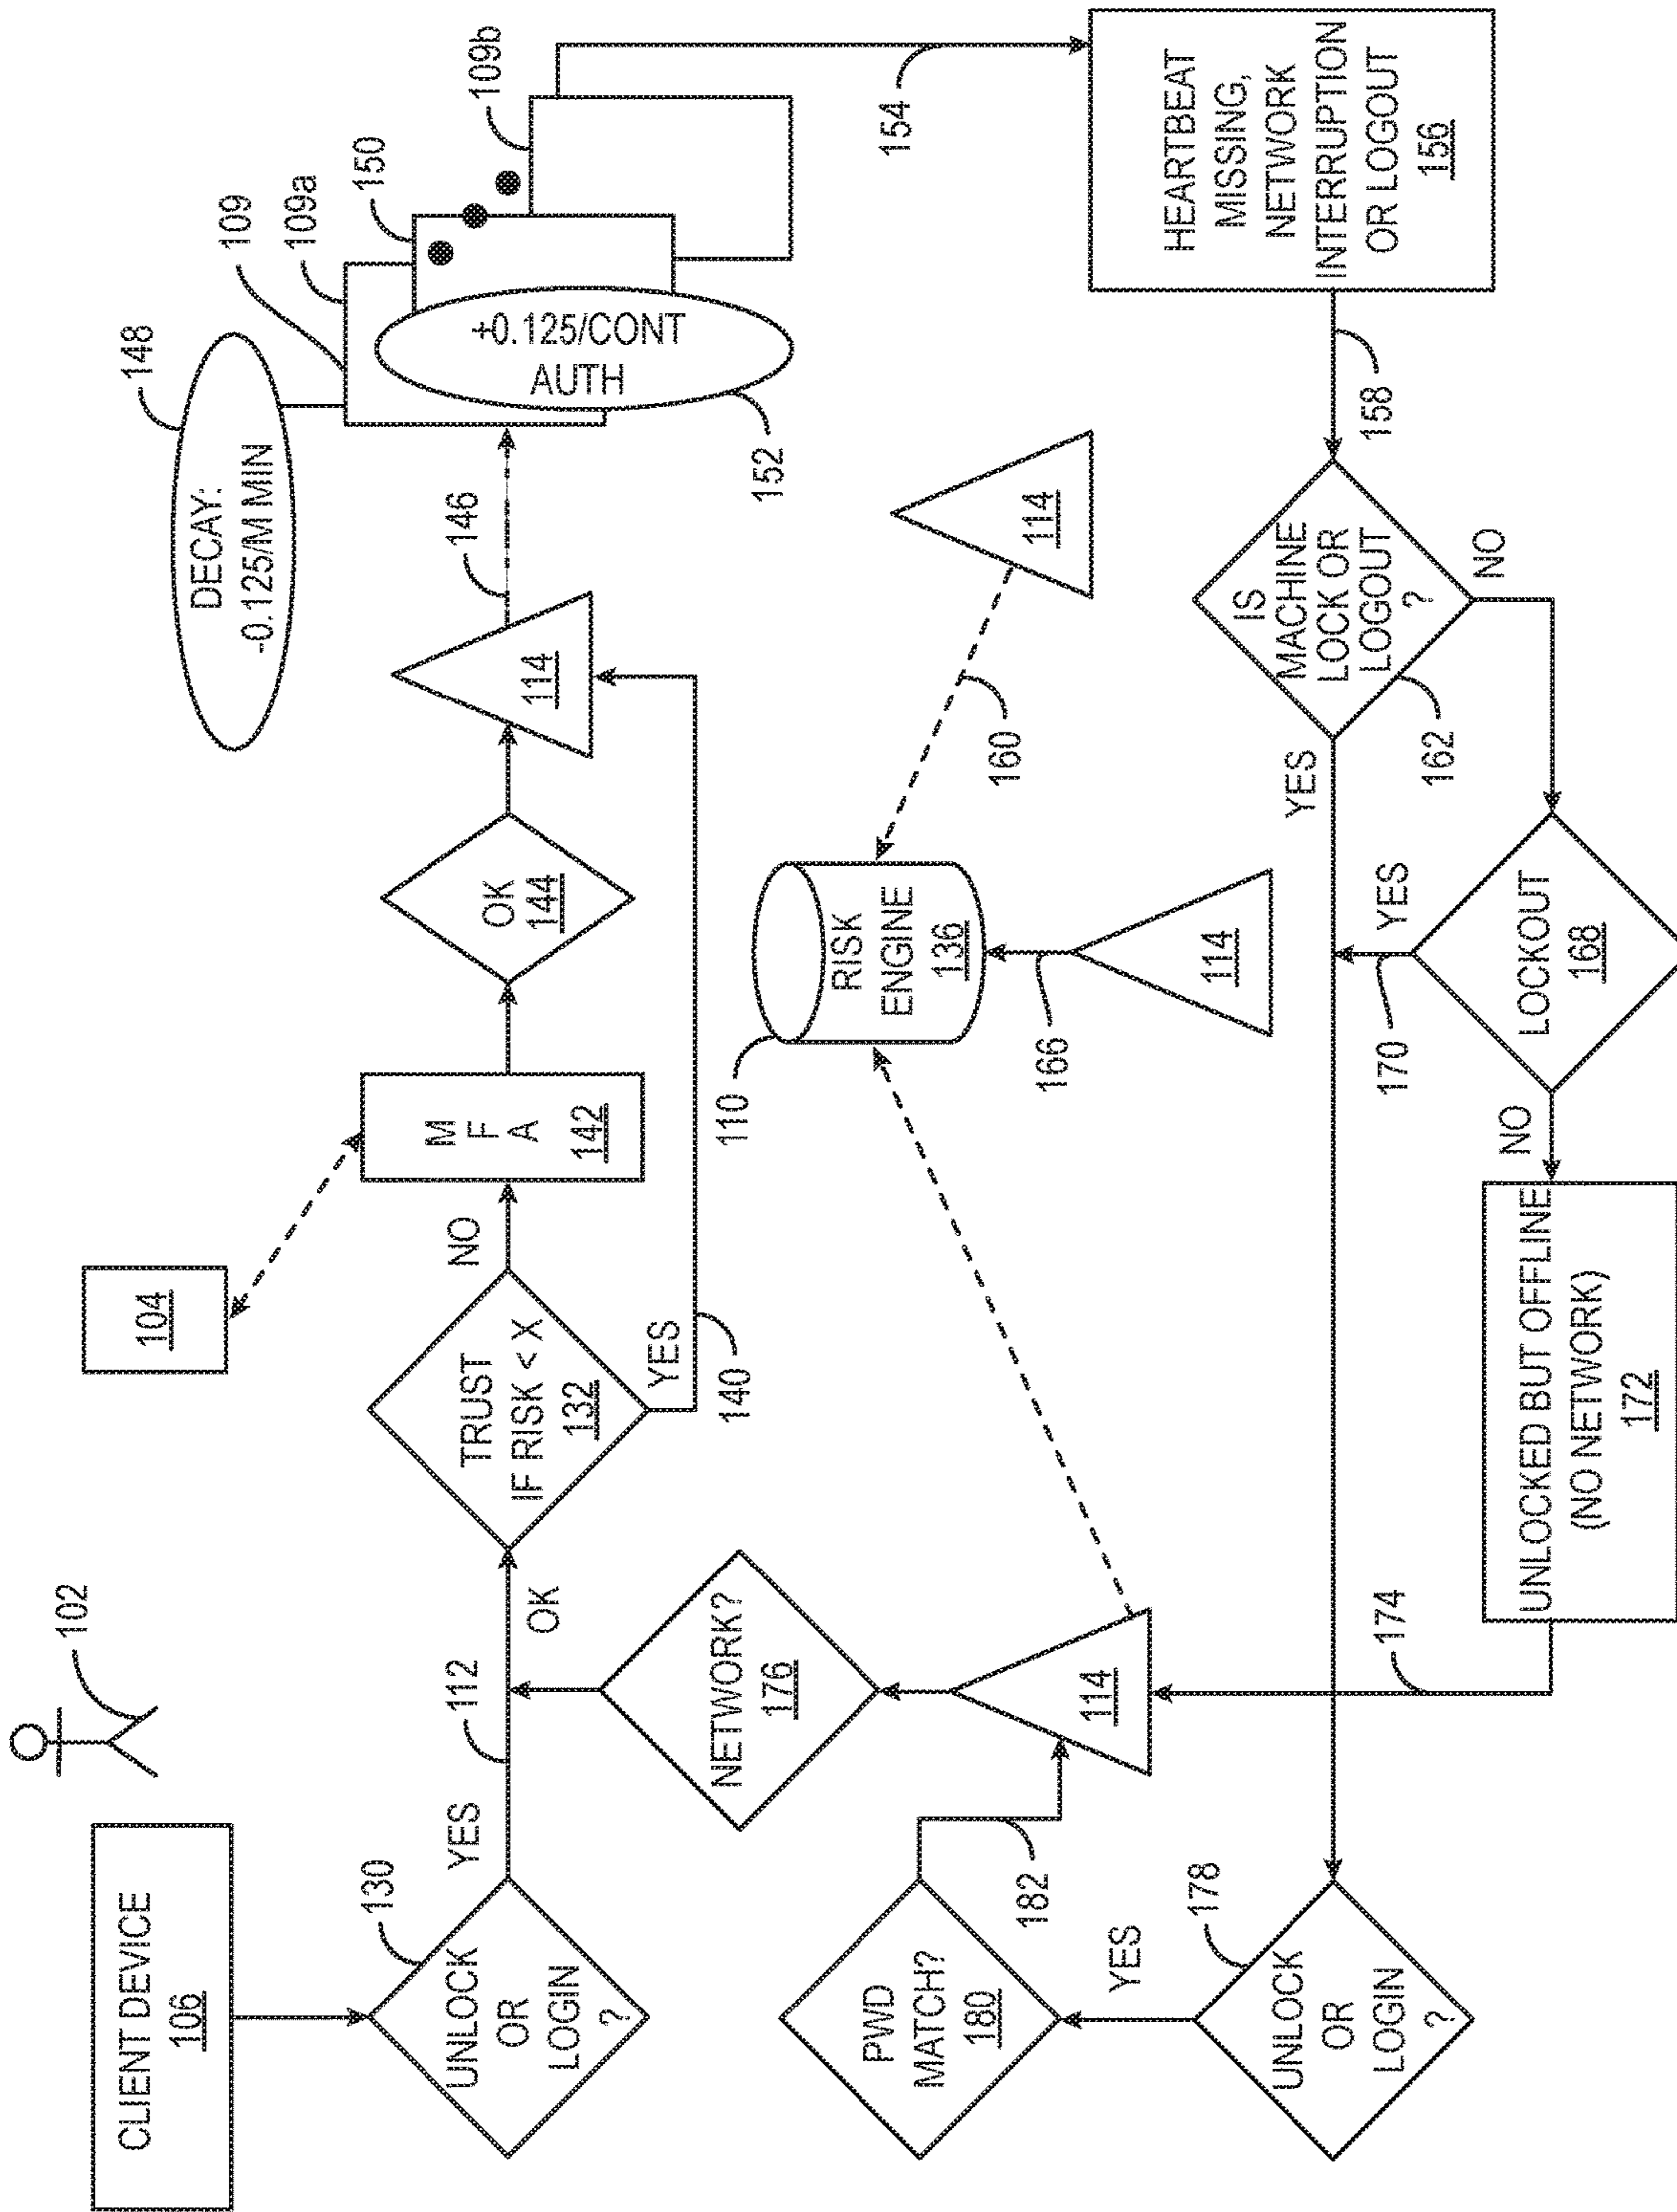 102
CLIENT DEVICE
106
130
UNLOCK
OR
LOGIN
?
YES
112
OK
TRUST
IF RISK < X
132
NO
YES
140
104
M
F
A
142
OK
144
114
146
DECAY:
-0.125/M MIN
148
109
109a
150
109b
+0.125/CONT
AUTH
152
154
HEARTBEAT
MISSING,
NETWORK
INTERRUPTION
OR LOGOUT
156
158
IS
MACHINE
LOCK OR
LOGOUT
?
162
YES
NO
114
160
110
RISK
ENGINE
136
166
114
LOCKOUT
168
YES
170
NO
UNLOCKED BUT OFFLINE
(NO NETWORK)
172
174
114
NETWORK?
176
UNLOCK
OR
LOGIN
?
178
YES
PWD
MATCH?
180
182